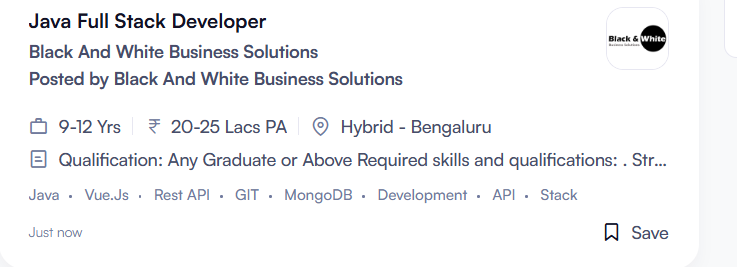 Java Full Stack Developer
Black And White Business Solutions
Posted by Black And White Business Solutions
Black & White
Business Solutions
9-12 Yrs
₹ 20-25 Lacs PA
Hybrid - Bengaluru
Qualification: Any Graduate or Above Required skills and qualifications: . Str...
Java · Vue.Js · Rest API · GIT · MongoDB · Development · API · Stack
Just now
Save